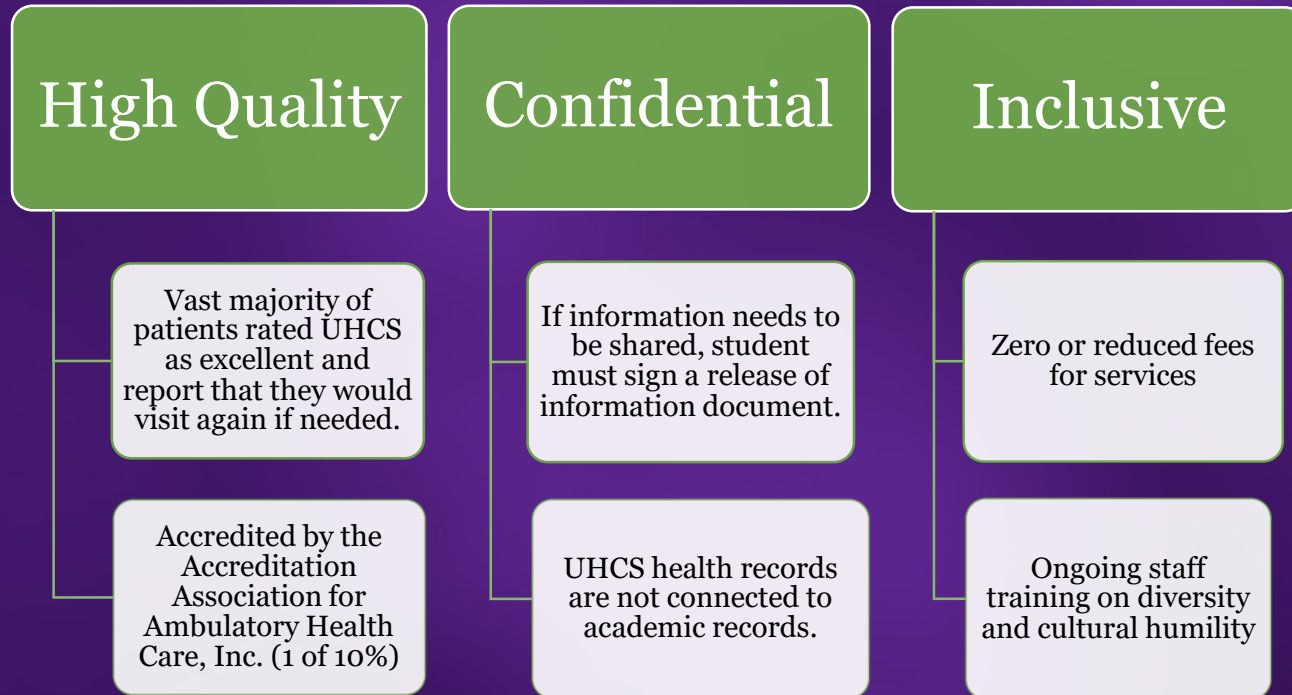 High Quality
Vast majority of
patients rated UHCS
as excellent and
report that they would
visit again if needed.
Accredited by the
Accreditation
Association for
Ambulatory Health
Care, Inc. (1 of 10%)
Confidential
If information needs to
be shared, student
must sign a release of
information document.
UHCS health records
are not connected to
academic records.
Inclusive
Zero or reduced fees
for services
Ongoing staff
training on diversity
and cultural humility